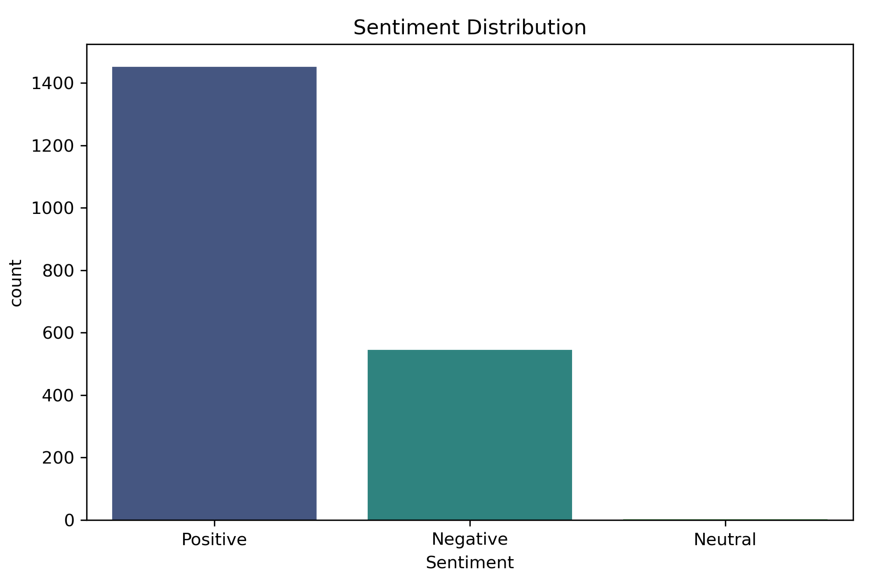 Sentiment Distribution
1400
1200
1000
800
600
400
200
0
count
Positive
Negative
Neutral
Sentiment